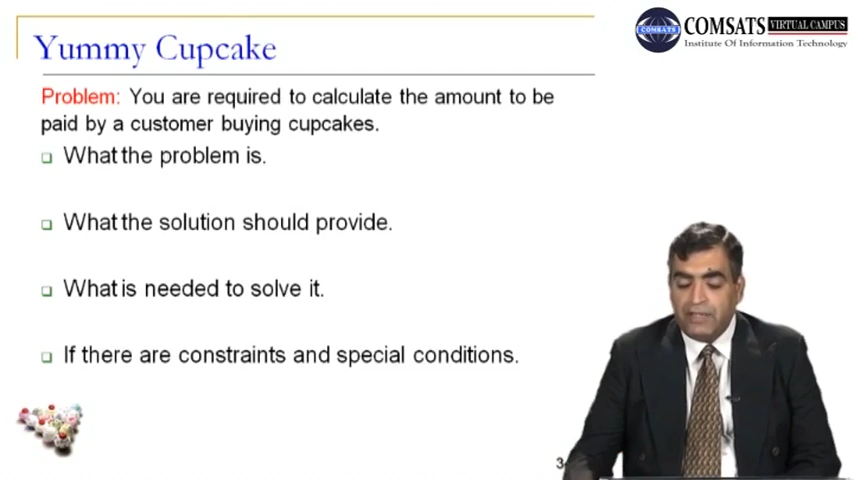 Yummy Cupcake
COMSATS VIRTUAL CAMPUS
Institute Of Information Technology
COMSATS
Problem: You are required to calculate the amount to be
paid by a customer buying cupcakes.
What the problem is.
What the solution should provide.
What is needed to solve it.
If there are constraints and special conditions.